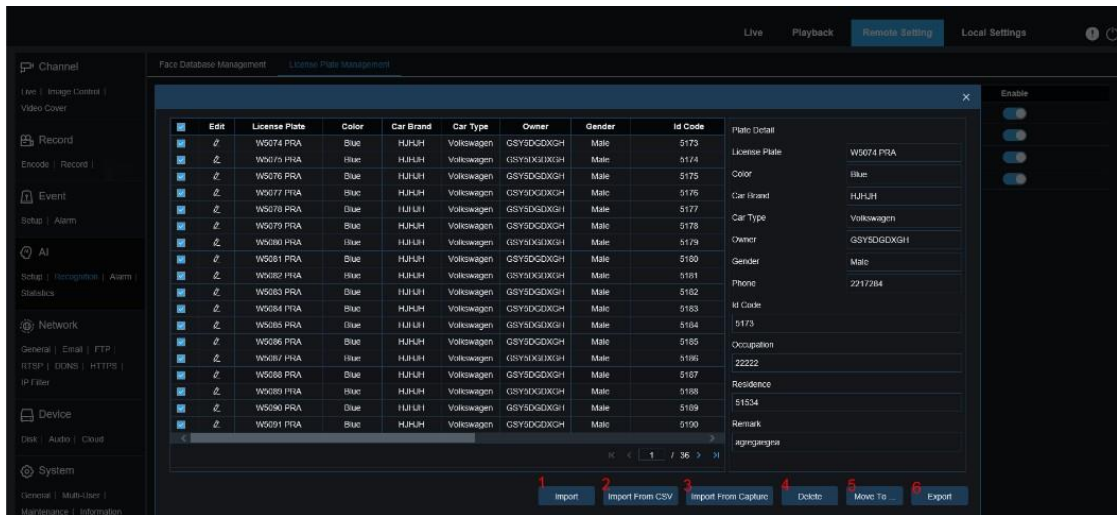 Live Playback Remote Setting Local Settings
Channel
Live | Image Control |
Video Cover
Record
Encode | Record |
Event
Setup | Alarm
AI
Setup | Recognition | Alarm |
Statistics
Network
General | Email | FTP |
RTSP | DDNS | HTTPS |
IP Filter
Device
Disk | Audio | Cloud
System
General | Multi-User |
Maintenance | Information
Face Database Management License Plate Management
Enable
Edit License Plate Color Car Brand Car Type Owner Gender Id Code
W5074 PRA Blue HJHJH Volkswagen GSY5DGDXGH Male 5173
W5075 PRA Blue HJHJH Volkswagen GSY5DGDXGH Male 5174
W5076 PRA Blue HJHJH Volkswagen GSY5DGDXGH Male 5175
W5077 PRA Blue HJHJH Volkswagen GSY5DGDXGH Male 5176
W5078 PRA Blue HJHJH Volkswagen GSY5DGDXGH Male 5177
W5079 PRA Blue HJHJH Volkswagen GSY5DGDXGH Male 5178
W5080 PRA Blue HJHJH Volkswagen GSY5DGDXGH Male 5179
W5081 PRA Blue HJHJH Volkswagen GSY5DGDXGH Male 5180
W5082 PRA Blue HJHJH Volkswagen GSY5DGDXGH Male 5181
W5083 PRA Blue HJHJH Volkswagen GSY5DGDXGH Male 5182
W5084 PRA Blue HJHJH Volkswagen GSY5DGDXGH Male 5183
W5085 PRA Blue HJHJH Volkswagen GSY5DGDXGH Male 5184
W5086 PRA Blue HJHJH Volkswagen GSY5DGDXGH Male 5185
W5087 PRA Blue HJHJH Volkswagen GSY5DGDXGH Male 5186
W5088 PRA Blue HJHJH Volkswagen GSY5DGDXGH Male 5187
W5089 PRA Blue HJHJH Volkswagen GSY5DGDXGH Male 5188
W5090 PRA Blue HJHJH Volkswagen GSY5DGDXGH Male 5189
W5091 PRA Blue HJHJH Volkswagen GSY5DGDXGH Male 5190
1 / 36
Plate Detail
License Plate W5074 PRA
Color Blue
Car Brand HJHJH
Car Type Volkswagen
Owner GSY5DGDXGH
Gender Male
Phone 2217284
Id Code
5173
Occupation
22222
Residence
51534
Remark
agregaegea
1 2 3 4 5 6
Import Import From CSV Import From Capture Delete Move To ... Export